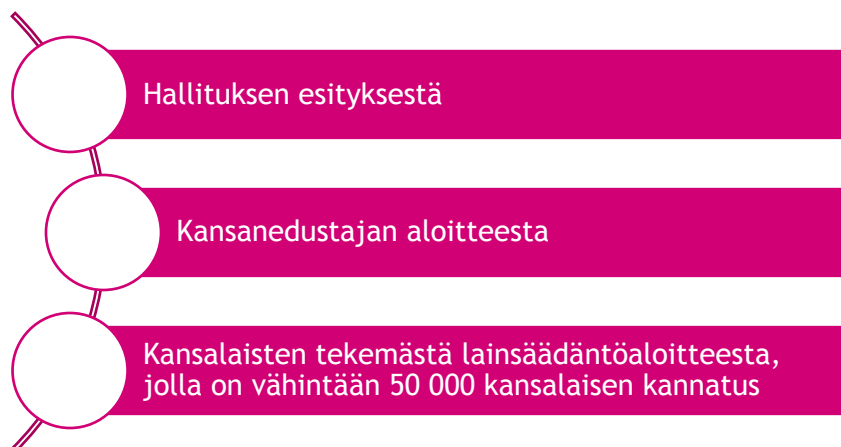 Hallituksen esityksestä
Kansanedustajan aloitteesta
Kansalaisten tekemästä lainsäädäntöaloitteesta,
jolla on vähintään 50 000 kansalaisen kannatus